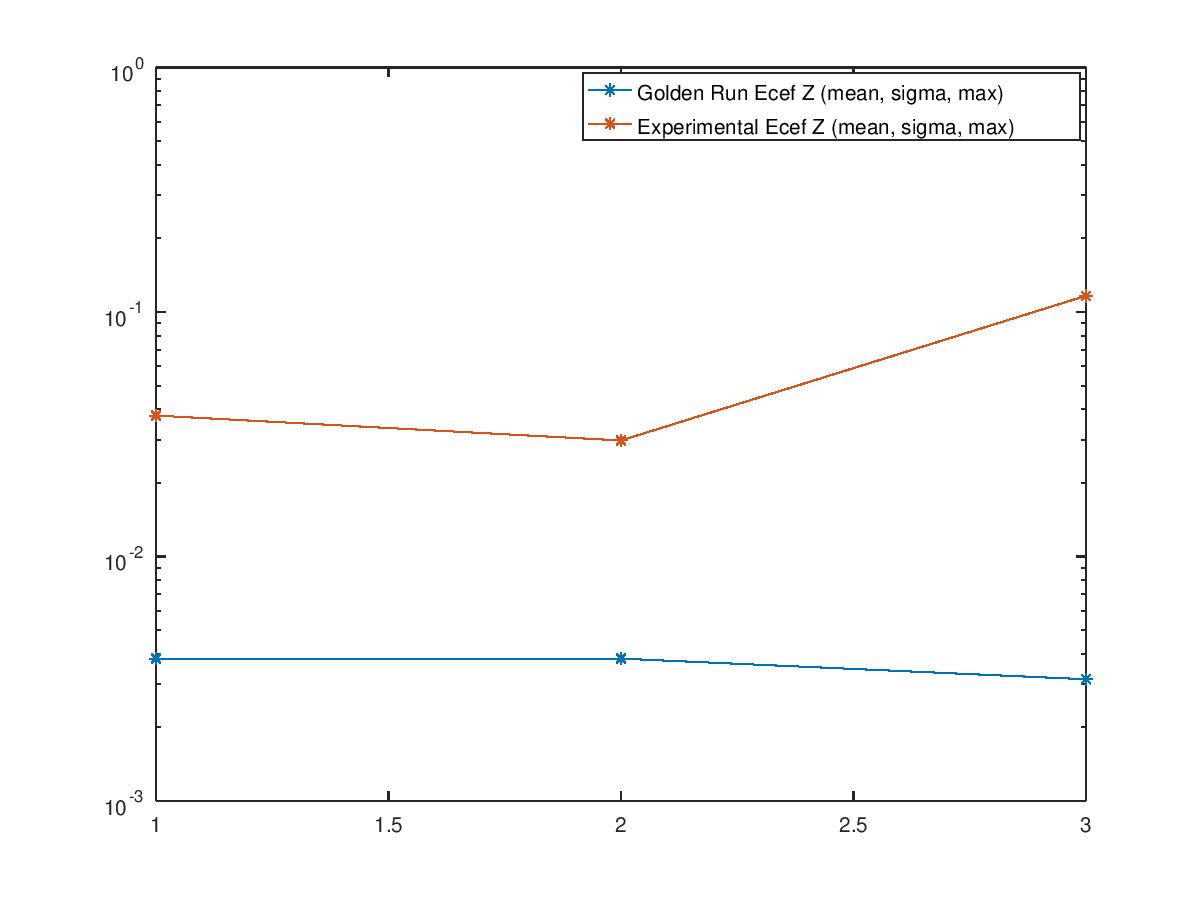 10^0
Golden Run Ecef Z (mean, sigma, max)
Experimental Ecef Z (mean, sigma, max)
10^-1
10^-2
10^-3
1 1.5 2 2.5 3